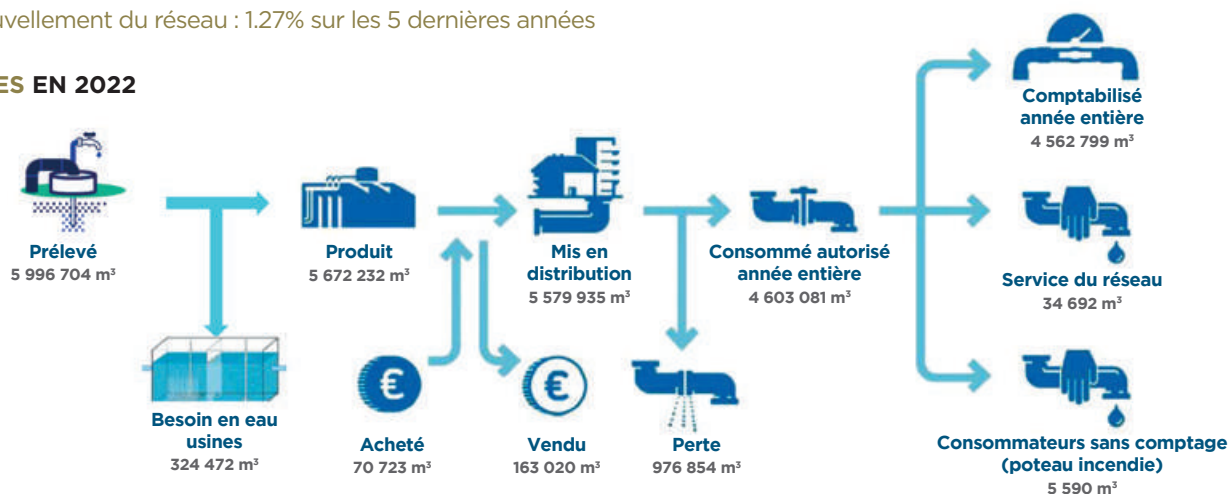 du réseau : 1.27% sur les 5 dernières années
EN 2022
Prélevé
5 996 704 m³
Besoin en eau
usines
324 472 m³
Produit
5 672 232 m³
€
Acheté
70 723 m³
€
Vendu
163 020 m³
Mis en
distribution
5 579 935 m³
Perte
976 854 m³
Consommé autorisé
année entière
4 603 081 m³
Comptabilisé
année entière
4 562 799 m³
Service du réseau
34 692 m³
Consommateurs sans comptage
(poteau incendie)
5 590 m³